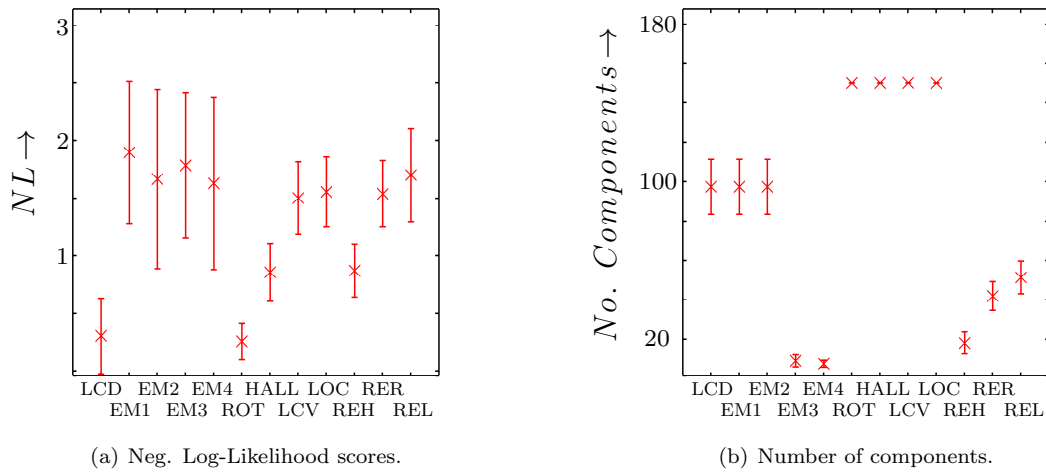 3
2
1
NL→
LCD EM2 EM4 HALL LOC RER
EM1 EM3 ROT LCV REH REL
(a) Neg. Log-Likelihood scores.
180
100
20
No. Components→
LCD EM2 EM4 HALL LOC RER
EM1 EM3 ROT LCV REH REL
(b) Number of components.